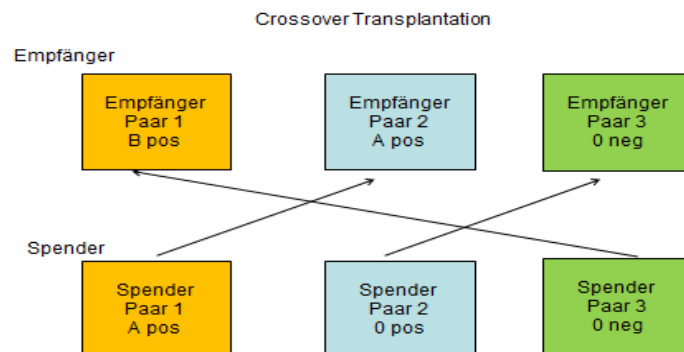 Crossover Transplantation
Empfänger
Empfänger
Paar 1
B pos
Empfänger
Paar 2
A pos
Empfänger
Paar 3
0 neg
Spender
Spender
Paar 1
A pos
Spender
Paar 2
0 pos
Spender
Paar 3
0 neg